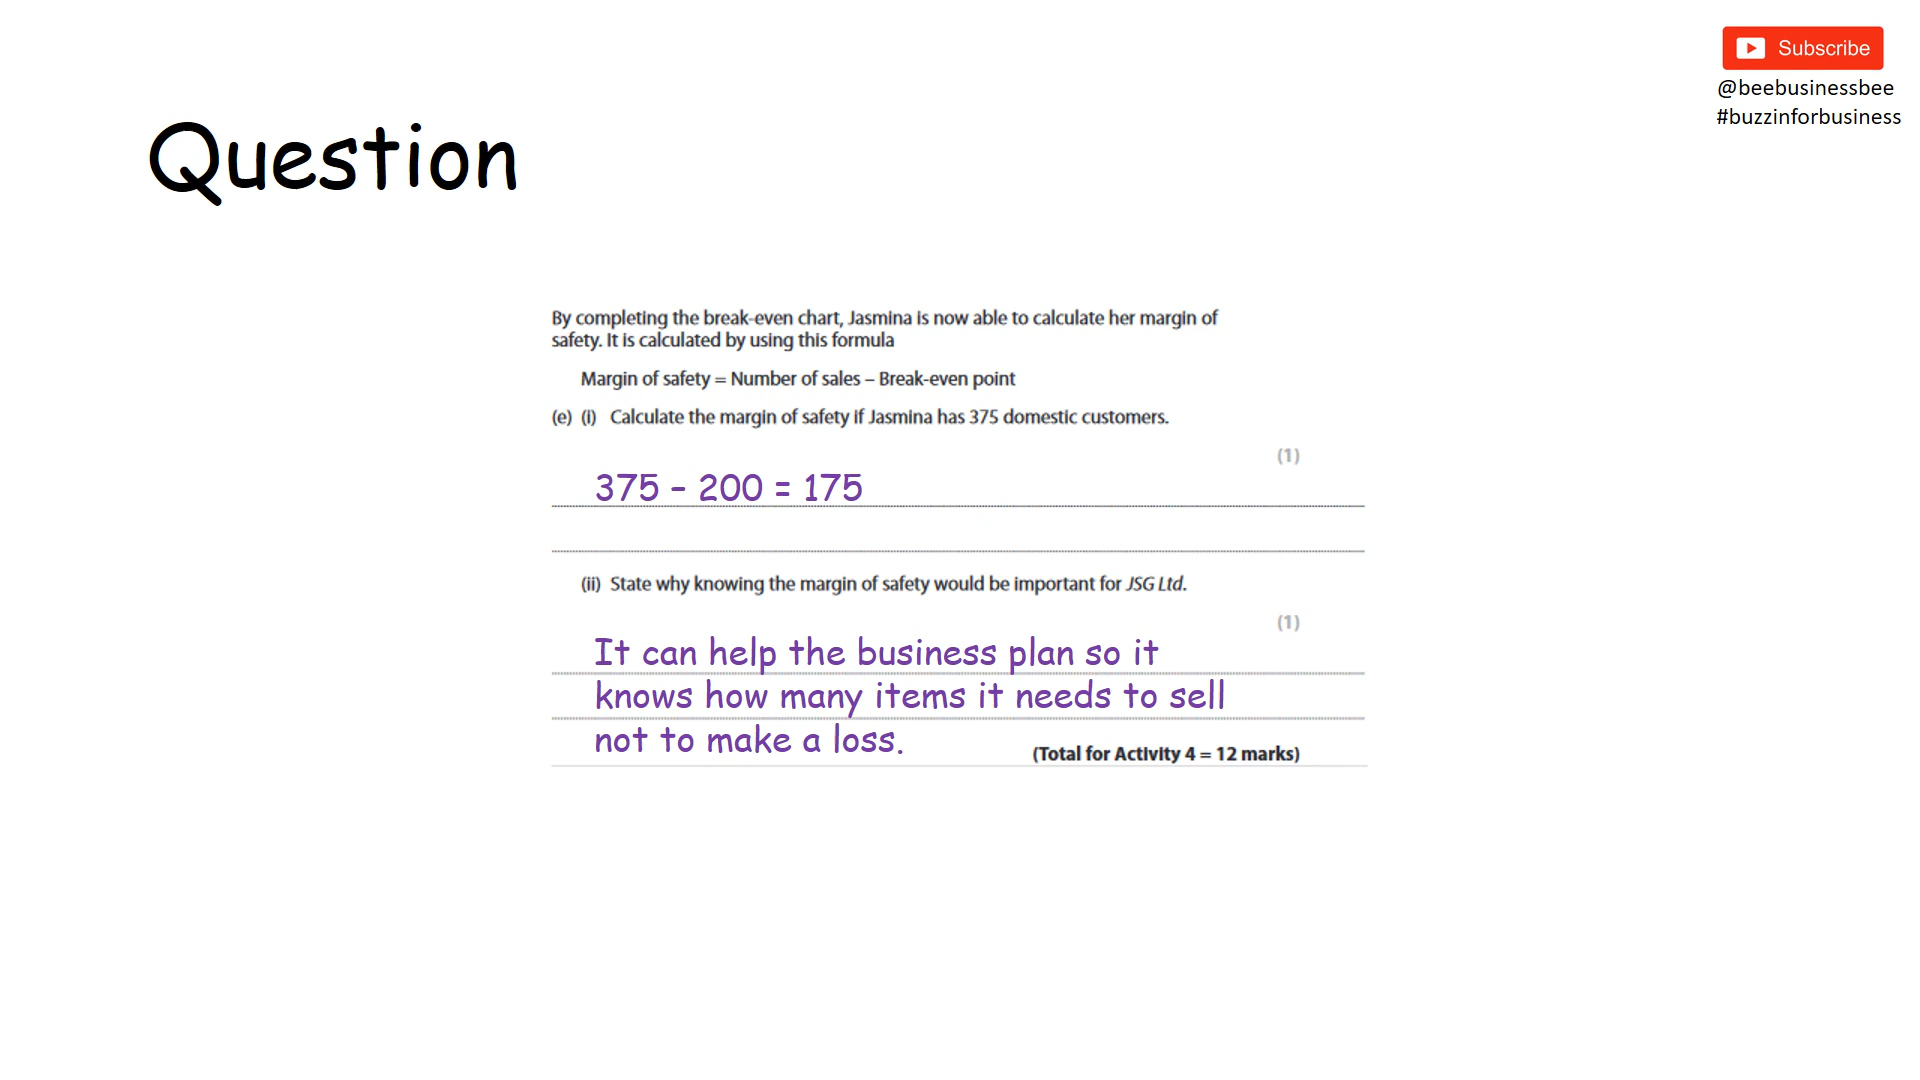 Subscribe
@beebusinessbee
#buzzinforbusiness
Question
By completing the break-even chart, Jasmina is now able to calculate her margin of
safety. It is calculated by using this formula
Margin of safety = Number of sales – Break-even point
(e) (i) Calculate the margin of safety if Jasmina has 375 domestic customers.
(1)
375 – 200 = 175
(ii) State why knowing the margin of safety would be important for JSG Ltd.
(1)
It can help the business plan so it
knows how many items it needs to sell
not to make a loss.
(Total for Activity 4 = 12 marks)